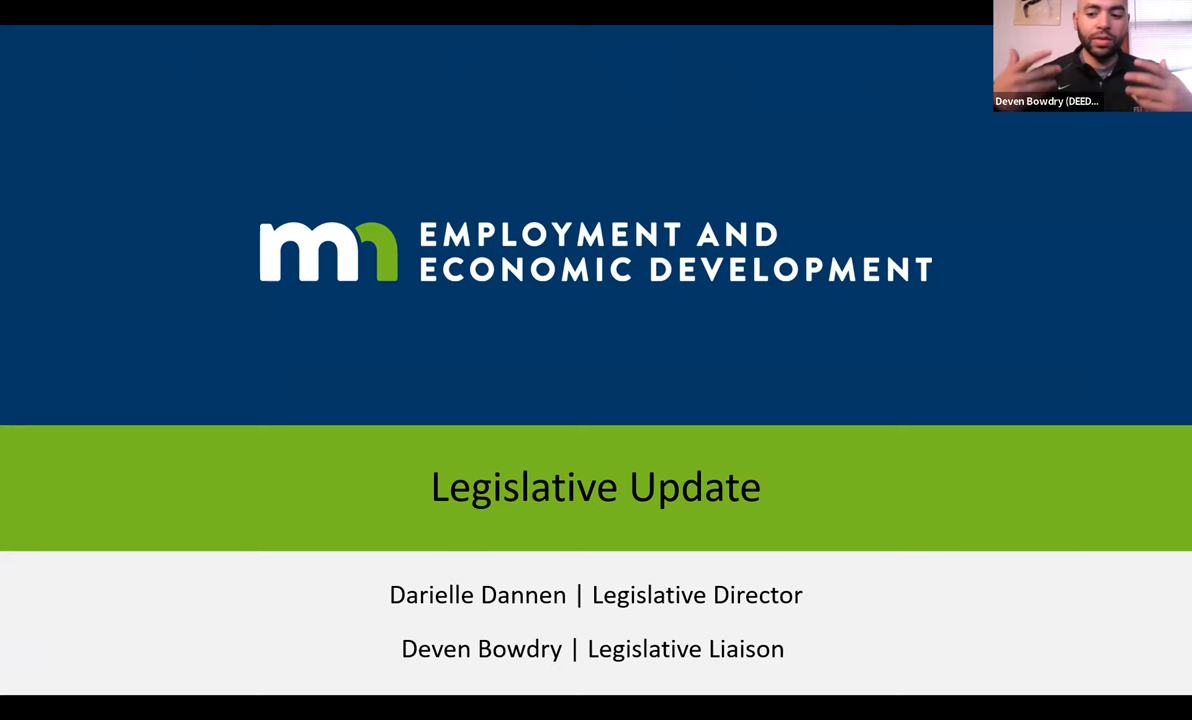 Deven Bowdry (DEED...
mn
EMPLOYMENT AND
ECONOMIC DEVELOPMENT
Legislative Update
Darielle Dannen | Legislative Director
Deven Bowdry | Legislative Liaison